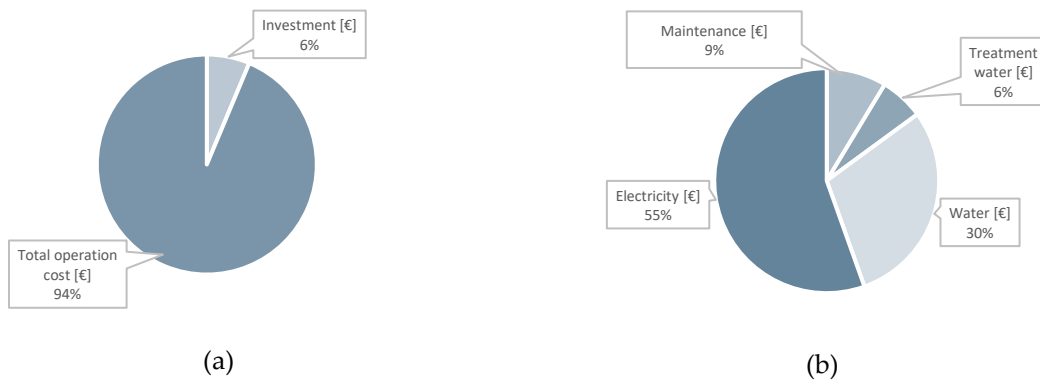 Investment [€]
6%
Total operation
cost [€]
94%
(a)
Maintenance [€]
9%
Treatment
water [€]
6%
Electricity [€]
55%
Water [€]
30%
(b)